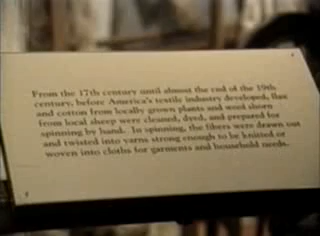 From the 17th century until almost the end of the 19th
century, before America's textile industry developed, flax
and cotton from locally grown plants and wool shorn
from local sheep were cleaned, dyed, and prepared for
spinning by hand. In spinning, the fibers were drawn out
and twisted into yarns strong enough to be knitted or
woven into cloths for garments and household needs.